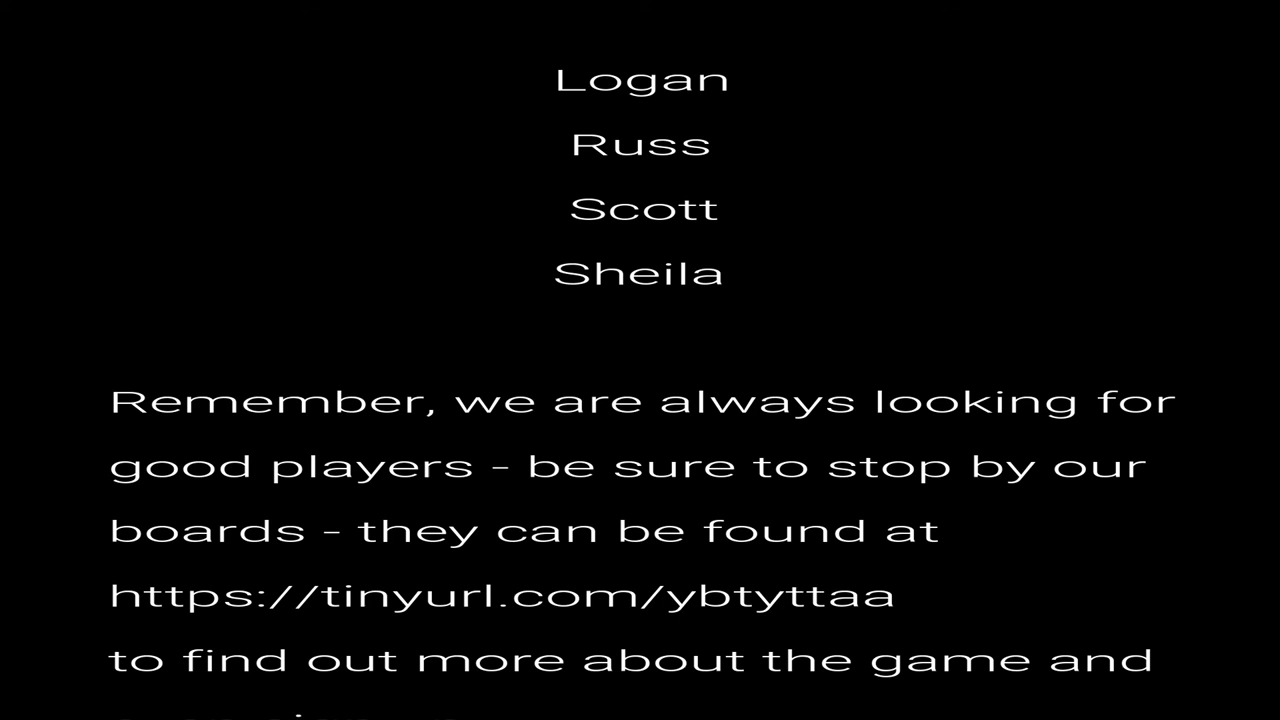 Logan
Russ
Scott
Sheila
Remember, we are always looking for
good players - be sure to stop by our
boards - they can be found at
https://tinyurl.com/ybtyttaa
to find out more about the game and